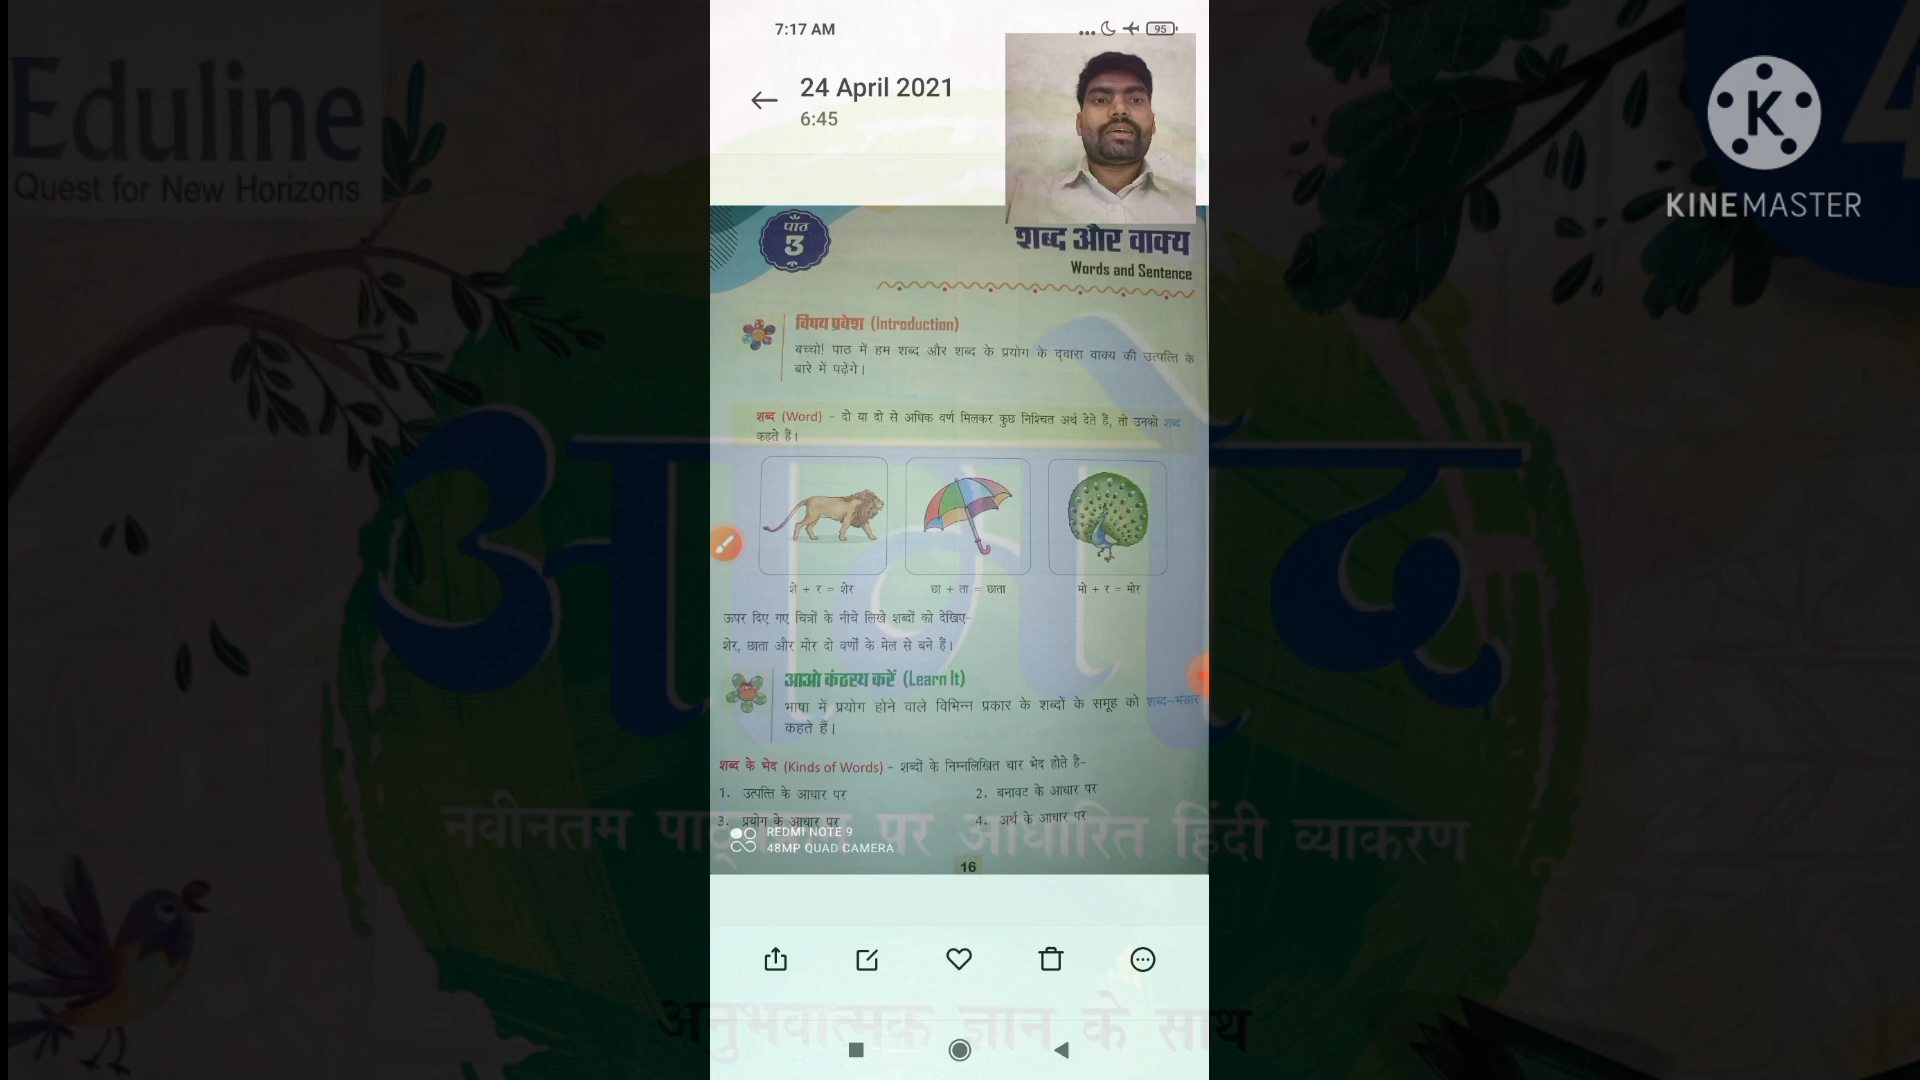 Eduline
Quest for New Horizons
7:17 AM
95
24 April 2021
6:45
K
KINEMASTER
4
पाठ
3
शब्द और वाक्य
Words and Sentence
विषय प्रवेश (Introduction)
बच्चो! पाठ में हम शब्द और शब्द के प्रयोग के द्वारा वाक्य की उत्पत्ति के
बारे में पढ़ेंगे।
शब्द (Word) - दो या दो से अधिक वर्ण मिलकर कुछ निश्चित अर्थ देते हैं, तो उनको शब्द
कहते हैं।
शे + र = शेर
छा + ता = छाता
मो + र = मोर
ऊपर दिए गए चित्रों के नीचे लिखे शब्दों को देखिए-
शेर, छाता और मोर दो वर्णों के मेल से बने हैं।
आओ कंठस्थ करें (Learn It)
भाषा में प्रयोग होने वाले विभिन्न प्रकार के शब्दों के समूह को शब्द-भंडार
कहते हैं।
शब्द के भेद (Kinds of Words) - शब्दों के निम्नलिखित चार भेद होते है-
1. उत्पत्ति के आधार पर
2. बनावट के आधार पर
3. प्रयोग के आधार पर
4. अर्थ के आधार पर
REDMI NOTE 9
48MP QUAD CAMERA
16
नवीनतम पर आधारित हिंदी व्याकरण
अनुभवात्मक ज्ञान के साथ